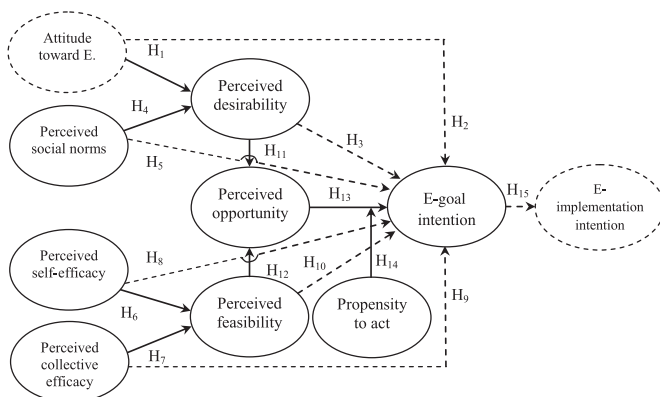 Attitude
toward E.
H1
H2
Perceived
desirability
H4
Perceived
social norms
H3
H5
H11
Perceived
opportunity
H13
E-goal
intention
H15
E-
implementation
intention
Perceived
self-efficacy
H8
H12
H10
H14
H6
Perceived
feasibility
Propensity
to act
H9
Perceived
collective
efficacy
H7